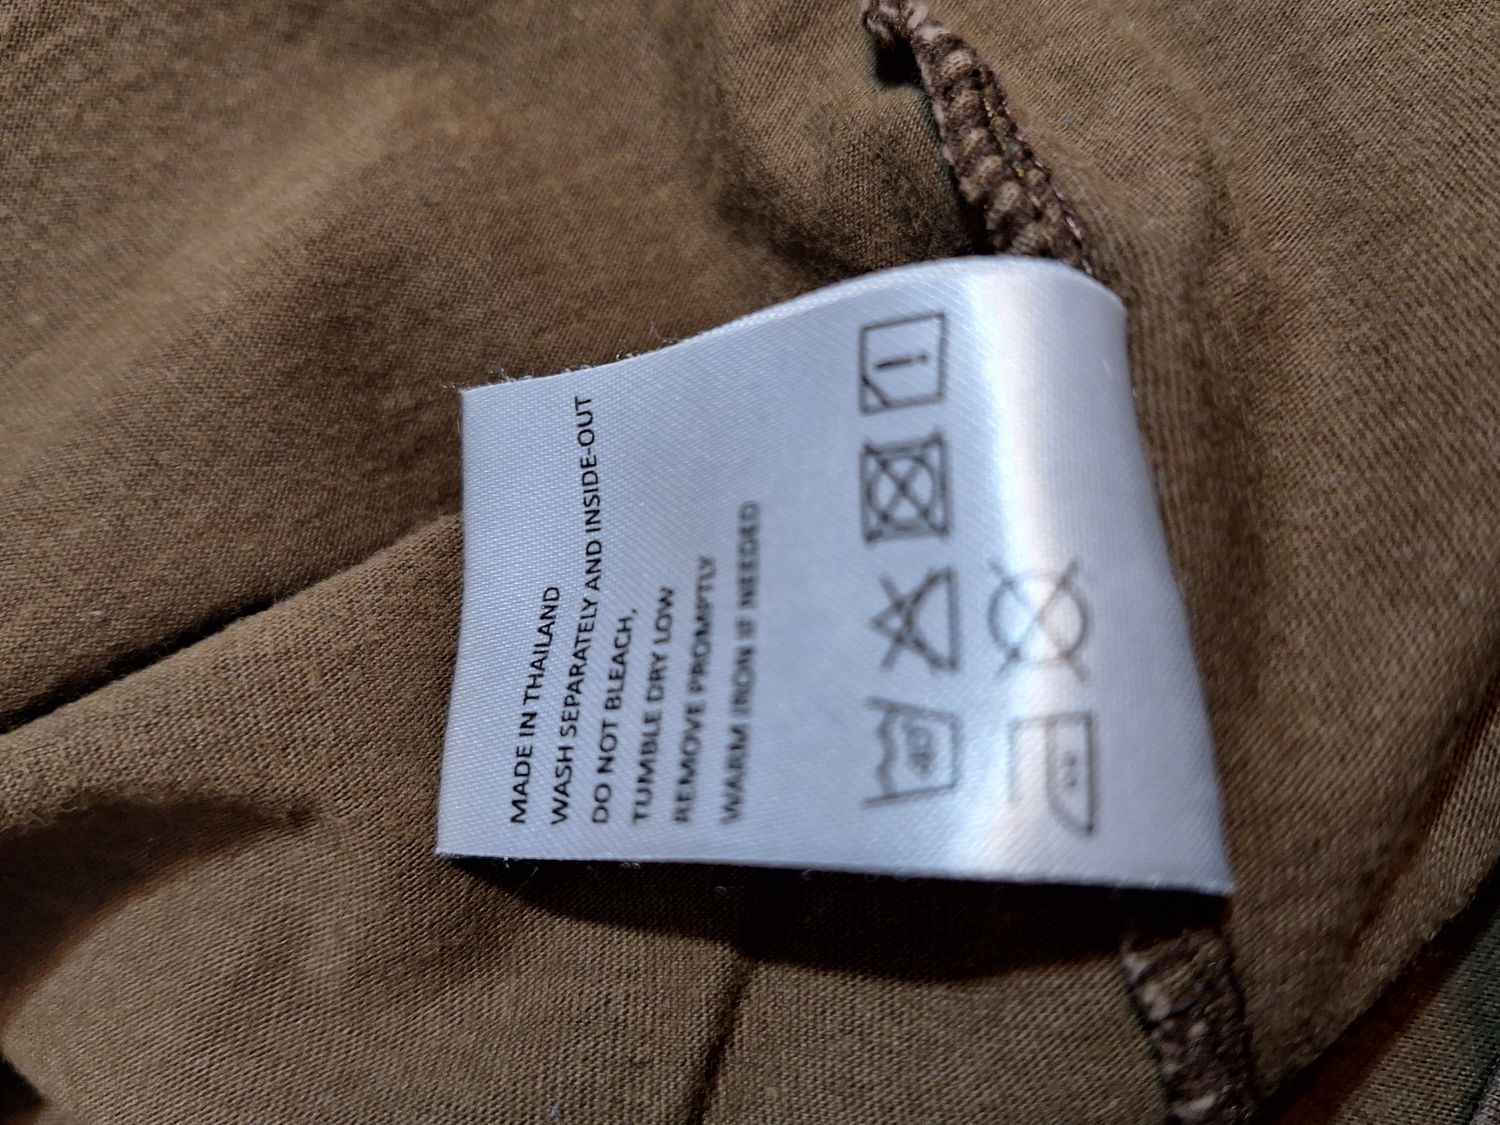 MADE IN THAILAND
WASH SEPARATELY AND INSIDE-OUT
DO NOT BLEACH,
TUMBLE DRY LOW
REMOVE PROMPTLY
WARM IRON IF NEEDED
40